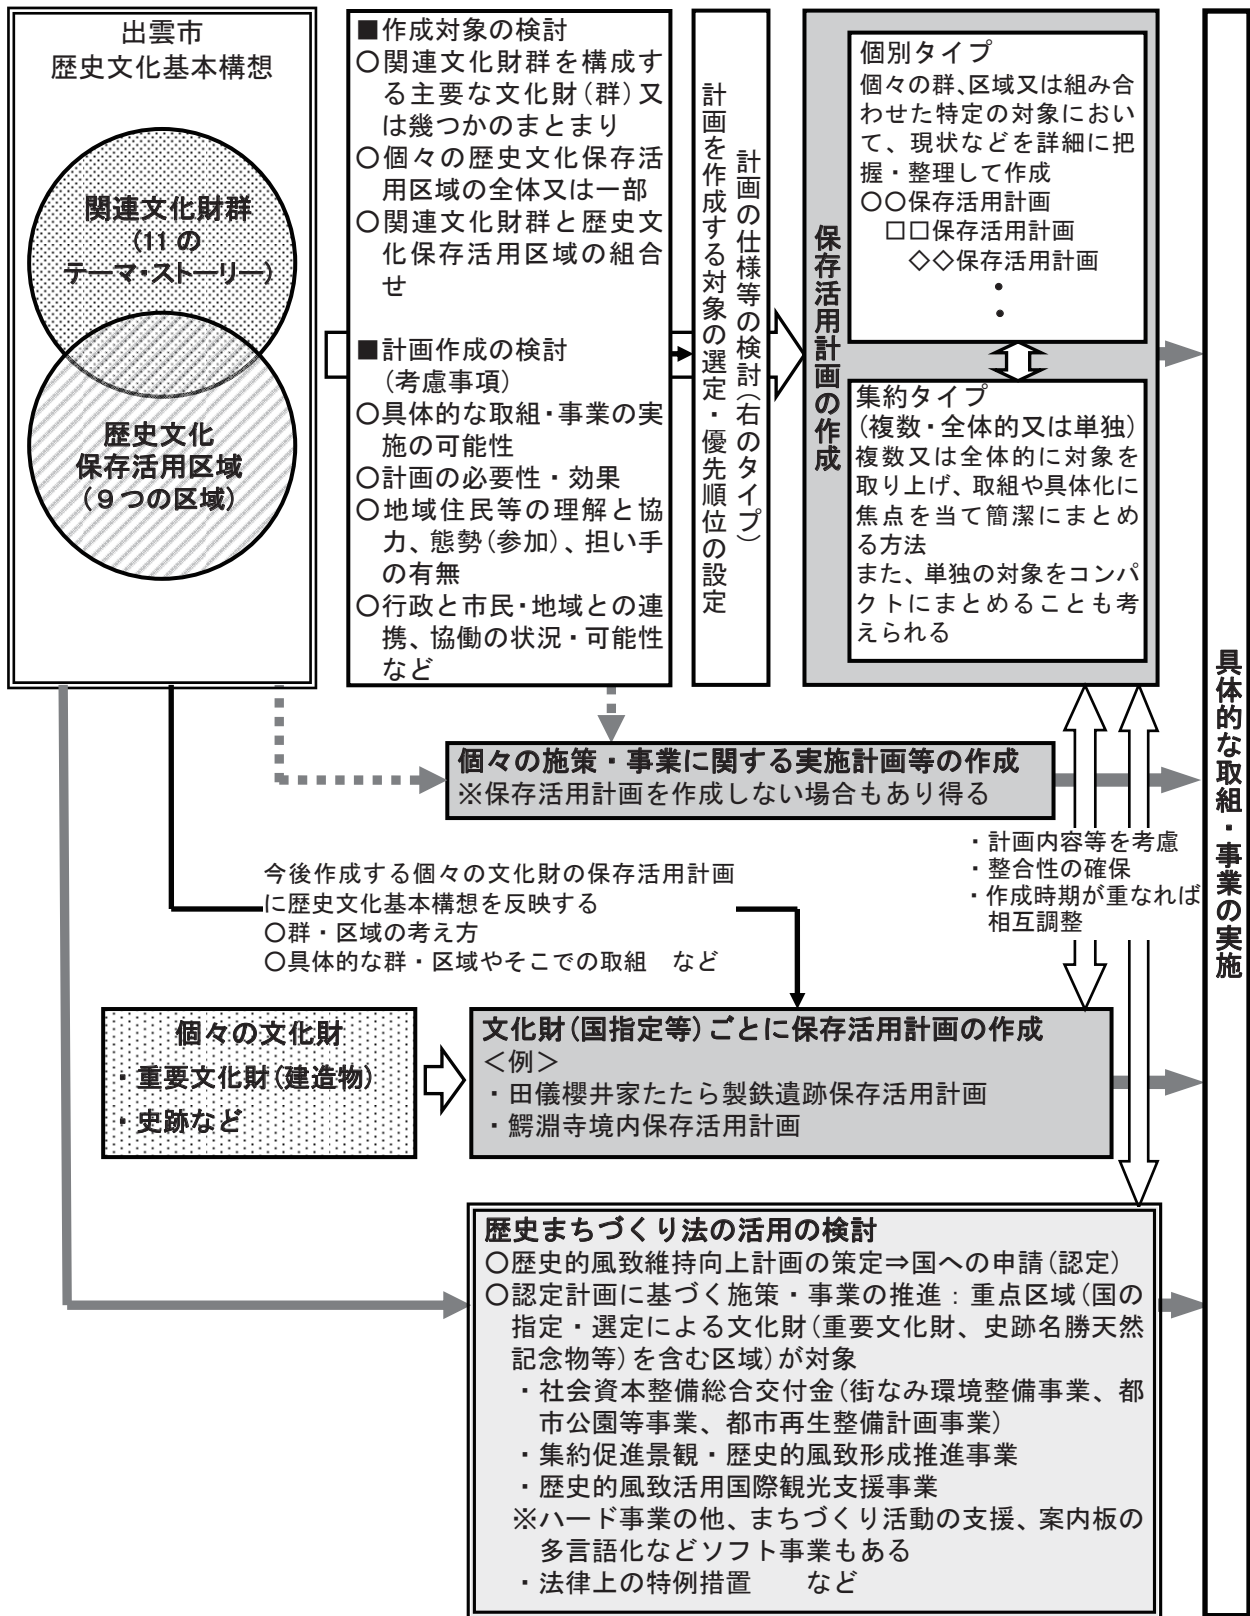 出雲市
歴史文化基本構想
関連文化財群
(11の
テーマ・ストーリー)
歴史文化
保存活用区域
(9つの区域)
■作成対象の検討
○関連文化財群を構成す
る主要な文化財(群)又
は幾つかのまとまり
○個々の歴史文化保存活
用区域の全体又は一部
○関連文化財群と歴史文
化保存活用区域の組合
せ
■計画作成の検討
(考慮事項)
○具体的な取組・事業の実
施の可能性
○計画の必要性・効果
○地域住民等の理解と協
力、態勢(参加)、担い手
の有無
○行政と市民・地域との連
携、協働の状況・可能性
など
計画の仕様等の検討(右のタイプ)
計画を作成する対象の選定・優先順位の設定
保存活用計画の作成
個別タイプ
個々の群、区域又は組み合
わせた特定の対象におい
て、現状などを詳細に把
握・整理して作成
○○保存活用計画
□□保存活用計画
◇◇保存活用計画
・
・
集約タイプ
(複数・全体的又は単独)
複数又は全体的に対象を
取り上げ、取組や具体化に
焦点を当て簡潔にまとめ
る方法
また、単独の対象をコンパ
クトにまとめることも考
えられる
具体的な取組・事業の実施
個々の施策・事業に関する実施計画等の作成
※保存活用計画を作成しない場合もあり得る
・計画内容等を考慮
・整合性の確保
・作成時期が重なれば
相互調整
今後作成する個々の文化財の保存活用計画
に歴史文化基本構想を反映する
○群・区域の考え方
○具体的な群・区域やそこでの取組　など
個々の文化財
・重要文化財(建造物)
・史跡など
文化財(国指定等)ごとに保存活用計画の作成
＜例＞
・田儀櫻井家たたら製鉄遺跡保存活用計画
・鰐淵寺境内保存活用計画
歴史まちづくり法の活用の検討
○歴史的風致維持向上計画の策定⇒国への申請(認定)
○認定計画に基づく施策・事業の推進：重点区域(国の
指定・選定による文化財(重要文化財、史跡名勝天然
記念物等)を含む区域)が対象
・社会資本整備総合交付金(街なみ環境整備事業、都
市公園等事業、都市再生整備計画事業)
・集約促進景観・歴史的風致形成推進事業
・歴史的風致活用国際観光支援事業
※ハード事業の他、まちづくり活動の支援、案内板の
多言語化などソフト事業もある
・法律上の特例措置　　など